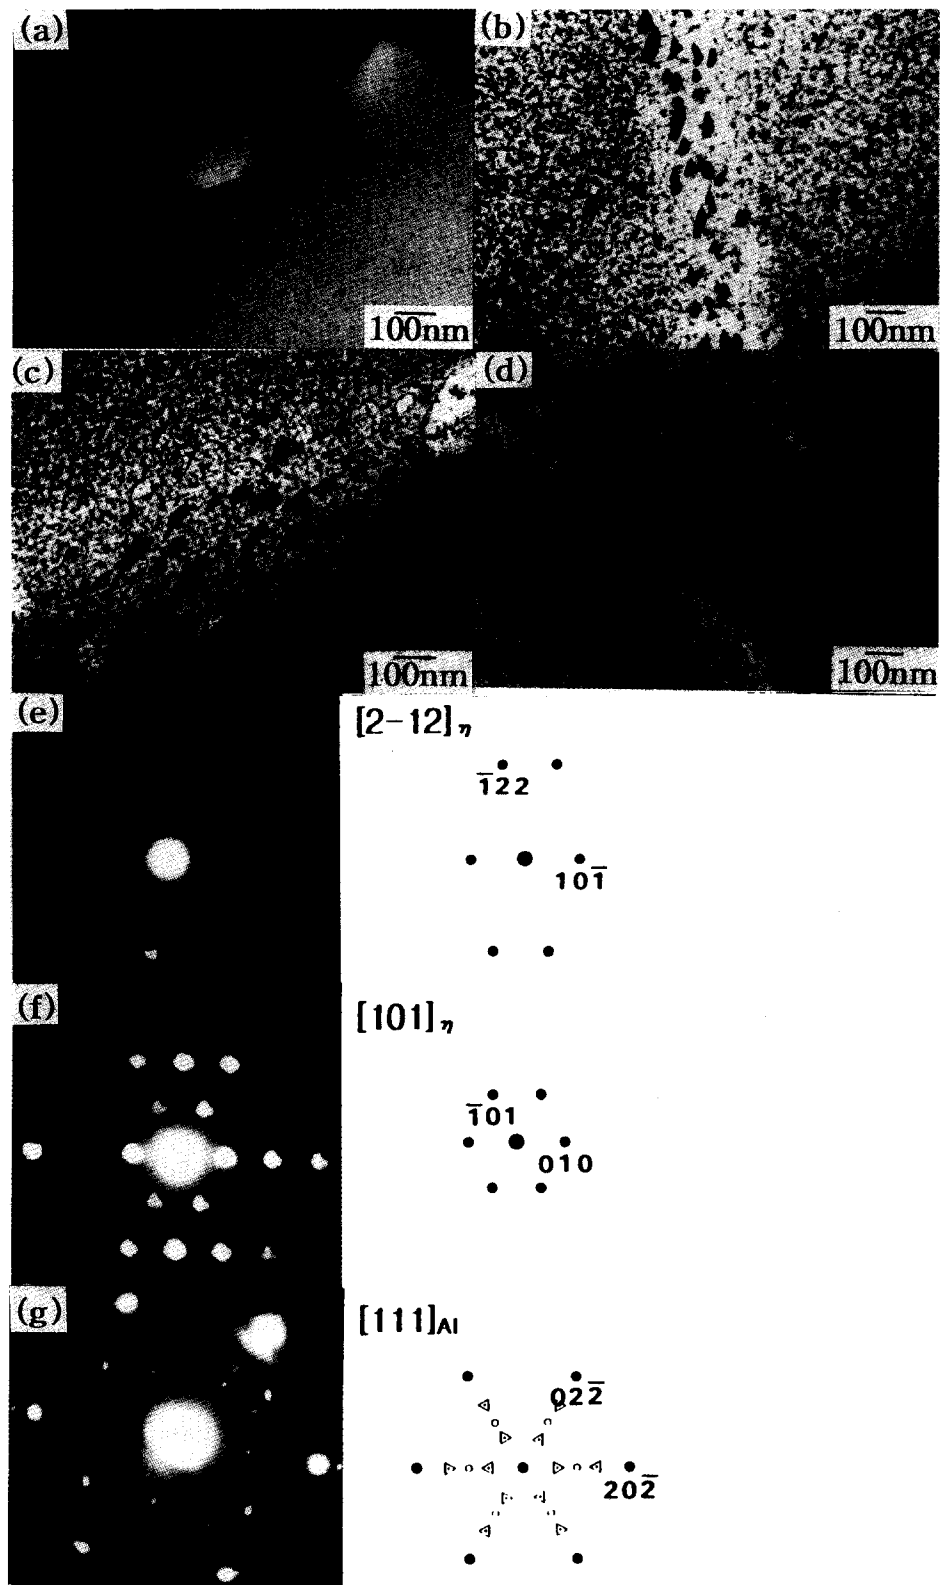 (a)
(b)
100nm
100nm
(c)
(d)
100nm
100nm
(e)
[2-12]η
1̅22
101̅
(f)
[101]η
1̅01
010
(g)
[111]Al
022̅
202̅